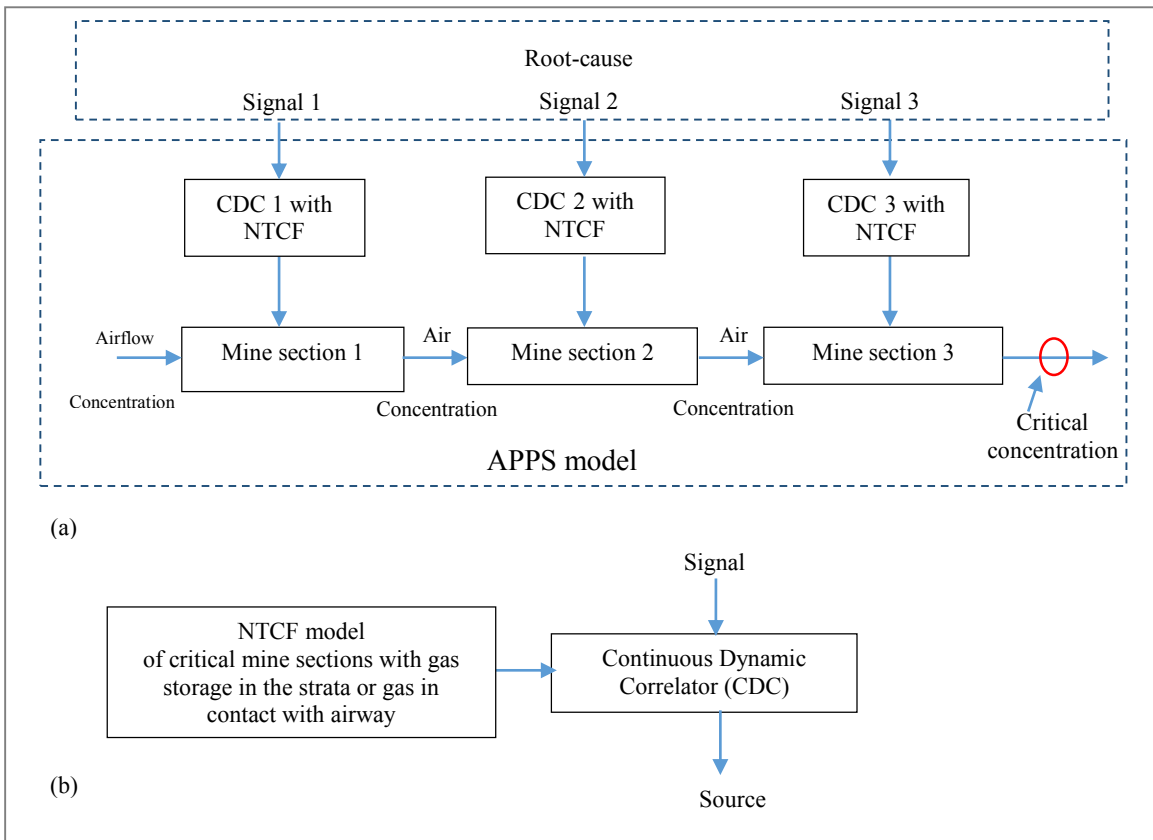 Root-cause
Signal 1
Signal 2
Signal 3
CDC 1 with
NTCF
CDC 2 with
NTCF
CDC 3 with
NTCF
Airflow
Concentration
Mine section 1
Air
Concentration
Mine section 2
Air
Concentration
Mine section 3
Critical
concentration
APPS model
(a)
Signal
NTCF model
of critical mine sections with gas
storage in the strata or gas in
contact with airway
Continuous Dynamic
Correlator (CDC)
Source
(b)